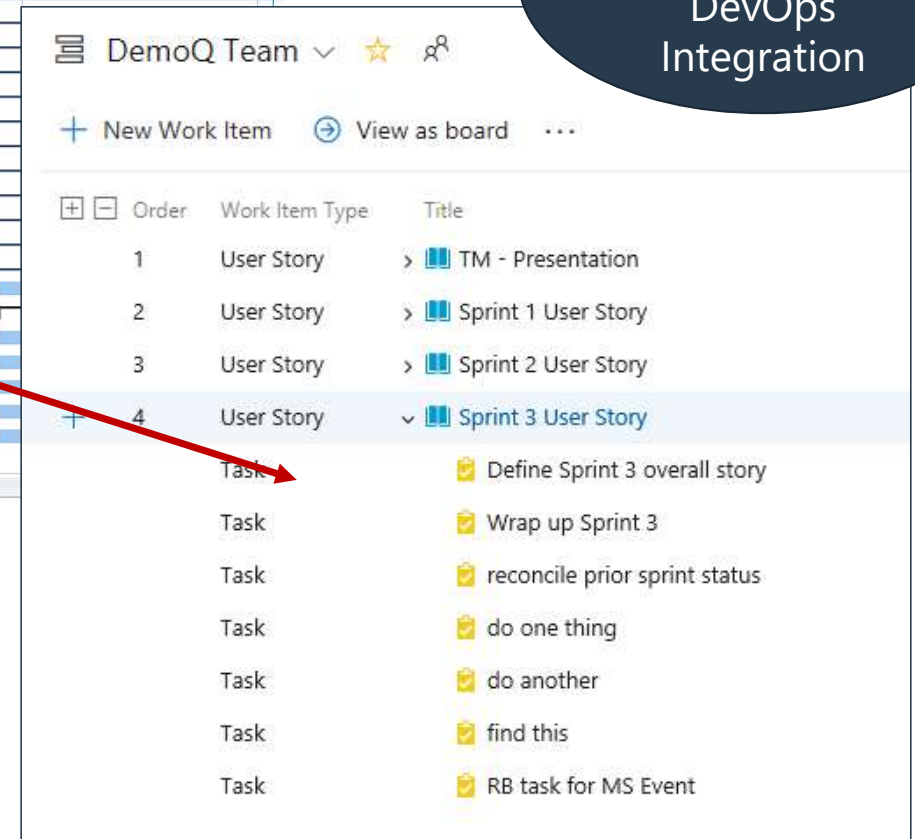 DevOps
Integration
DemoQ Team
New Work Item View as board ...
Order Work Item Type Title
1 User Story TM - Presentation
2 User Story Sprint 1 User Story
3 User Story Sprint 2 User Story
4 User Story Sprint 3 User Story
Task Define Sprint 3 overall story
Task Wrap up Sprint 3
Task reconcile prior sprint status
Task do one thing
Task do another
Task find this
Task RB task for MS Event